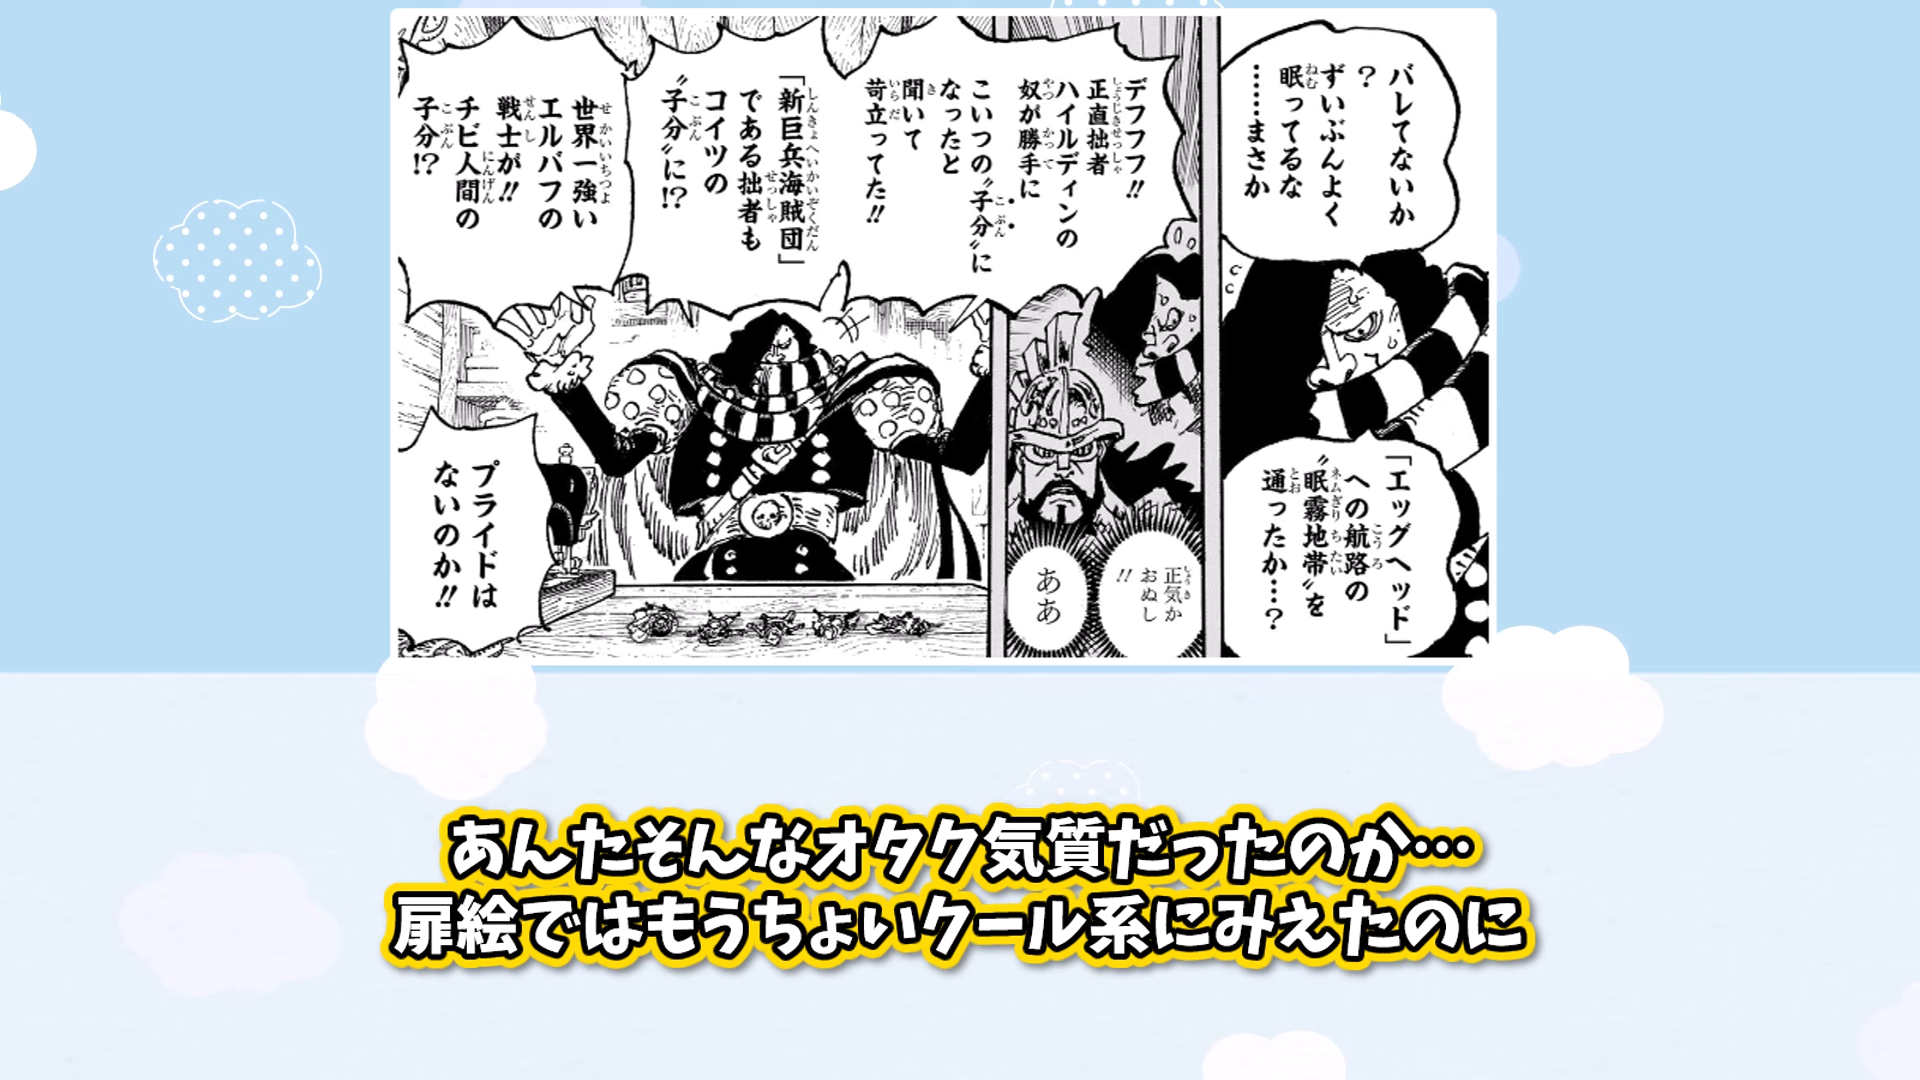 バレてないか
？
ずいぶんよく
眠ってるな
……まさか
「エッグヘッド」
への航路の
〝眠霧地帯〟を
通ったか…？
デフフフ!!
正直拙者
ハイルディンの
奴が勝手に
こいつの〝子分〟に
なったと
聞いて
苛立ってた!!
正気か
おぬし
!!
ああ
「新巨兵海賊団」
である拙者も
コイツの
〝子分〟に!?
世界一強い
エルバフの
戦士が!!
チビ人間の
子分!?
プライドは
ないのか!!
あんたそんなオタク気質だったのか…
扉絵ではもうちょいクール系にみえたのに